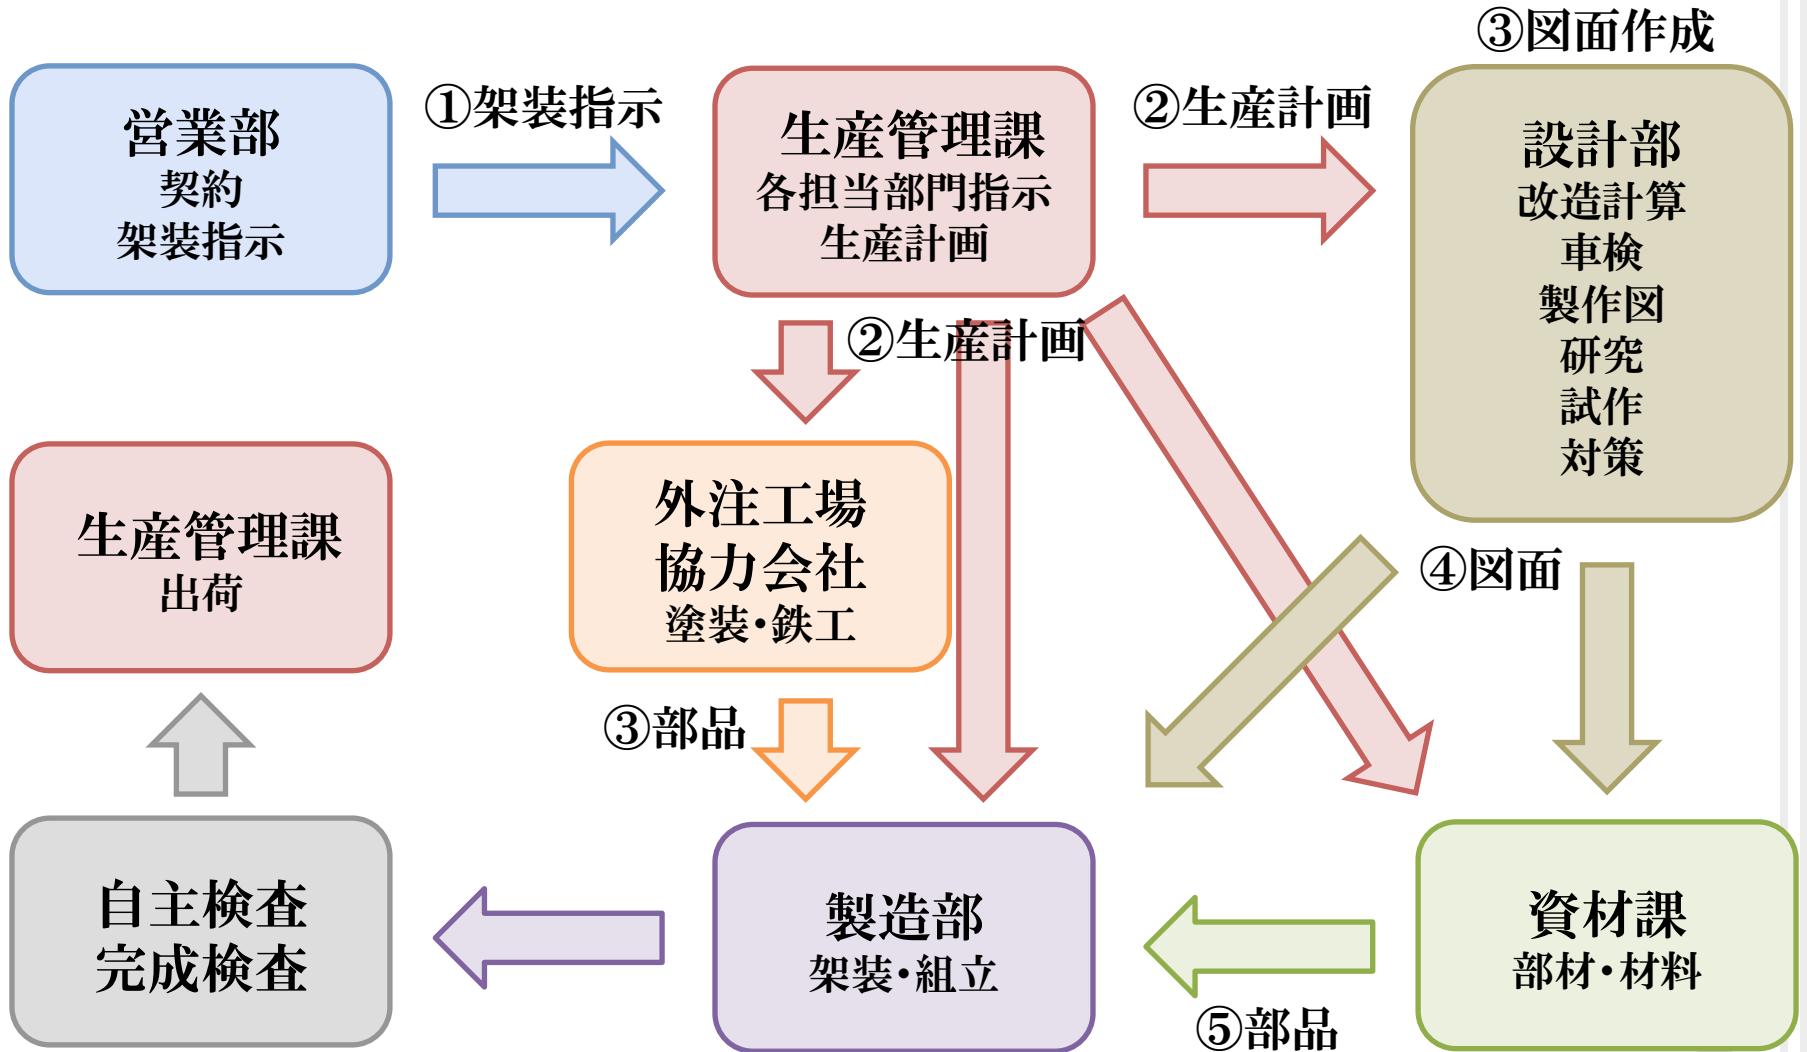 ③図面作成
①架装指示
②生産計画
営業部
契約
架装指示
生産管理課
各担当部門指示
生産計画
設計部
改造計算
車検
製作図
研究
試作
対策
②生産計画
生産管理課
出荷
外注工場
協力会社
塗装・鉄工
④図面
③部品
自主検査
完成検査
製造部
架装・組立
資材課
部材・材料
⑤部品